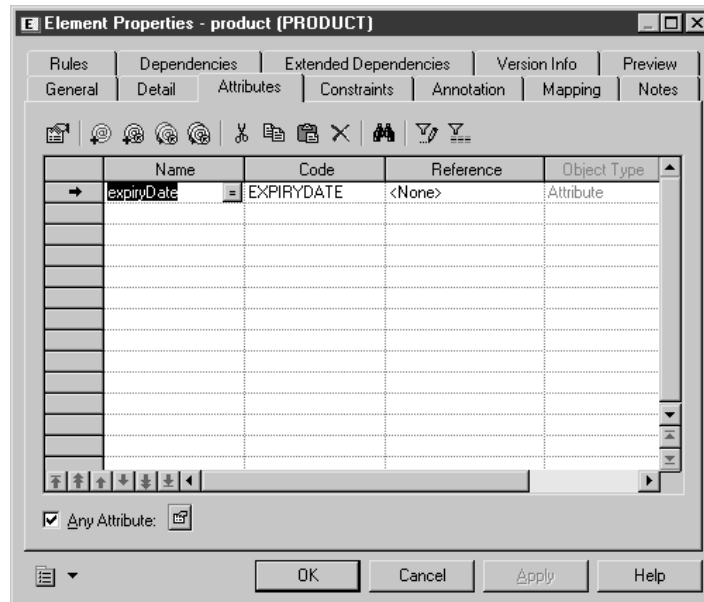 Element Properties - product (PRODUCT)
Rules Dependencies Extended Dependencies Version Info Preview
General Detail Attributes Constraints Annotation Mapping Notes
Name Code Reference Object Type
expiryDate = EXPIRYDATE <None> Attribute
Any Attribute:
OK Cancel Apply Help